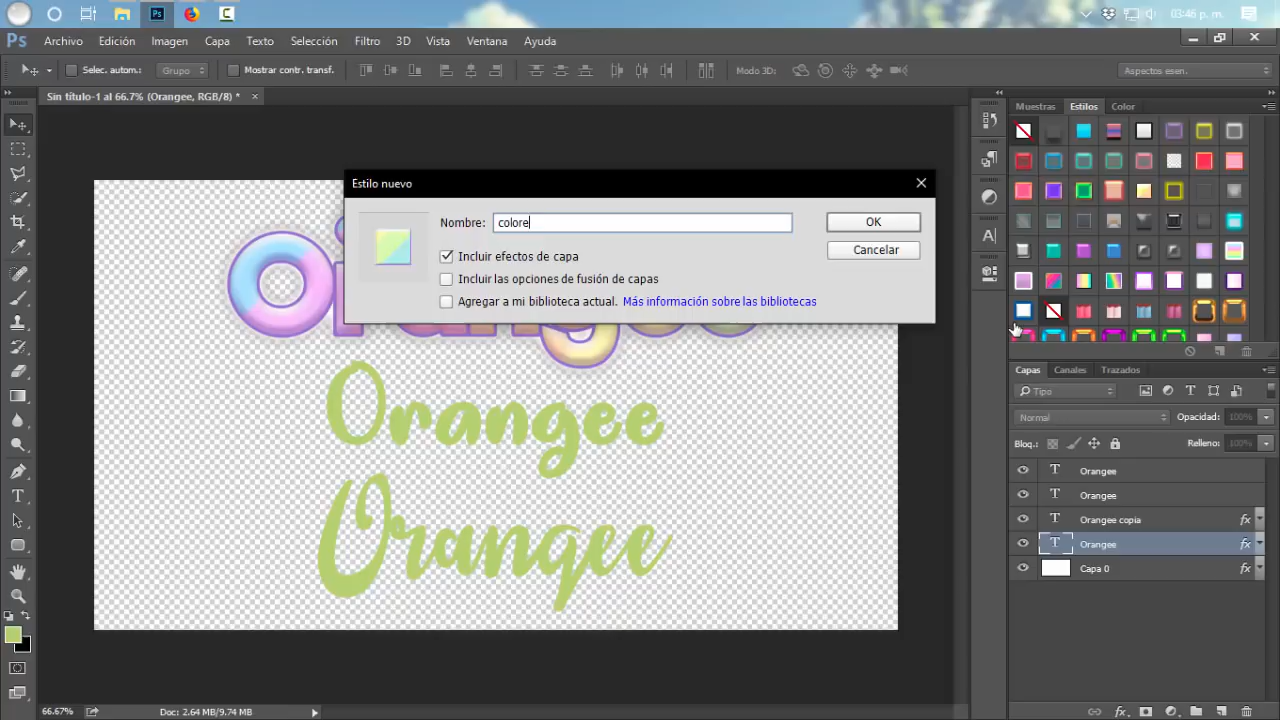 03:46 p. m.
Ps Archivo Edición Imagen Capa Texto Selección Filtro 3D Vista Ventana Ayuda
Selec. autom.: Grupo Mostrar contr. transf. Modo 3D: Aspectos esen.
Sin título-1 al 66.7% (Orangee, RGB/8) *
Muestras Estilos Color
Estilo nuevo
Nombre: colore
OK
Cancelar
Incluir efectos de capa
Incluir las opciones de fusión de capas
Agregar a mi biblioteca actual. Más información sobre las bibliotecas
Orangee
Orangee
Capas Canales Trazados
Tipo
Normal Opacidad: 100%
Bloq.: Relleno: 100%
T Orangee
T Orangee
T Orangee copia fx
T Orangee fx
Capa 0 fx
66.67% Doc: 2.64 MB/9.74 MB